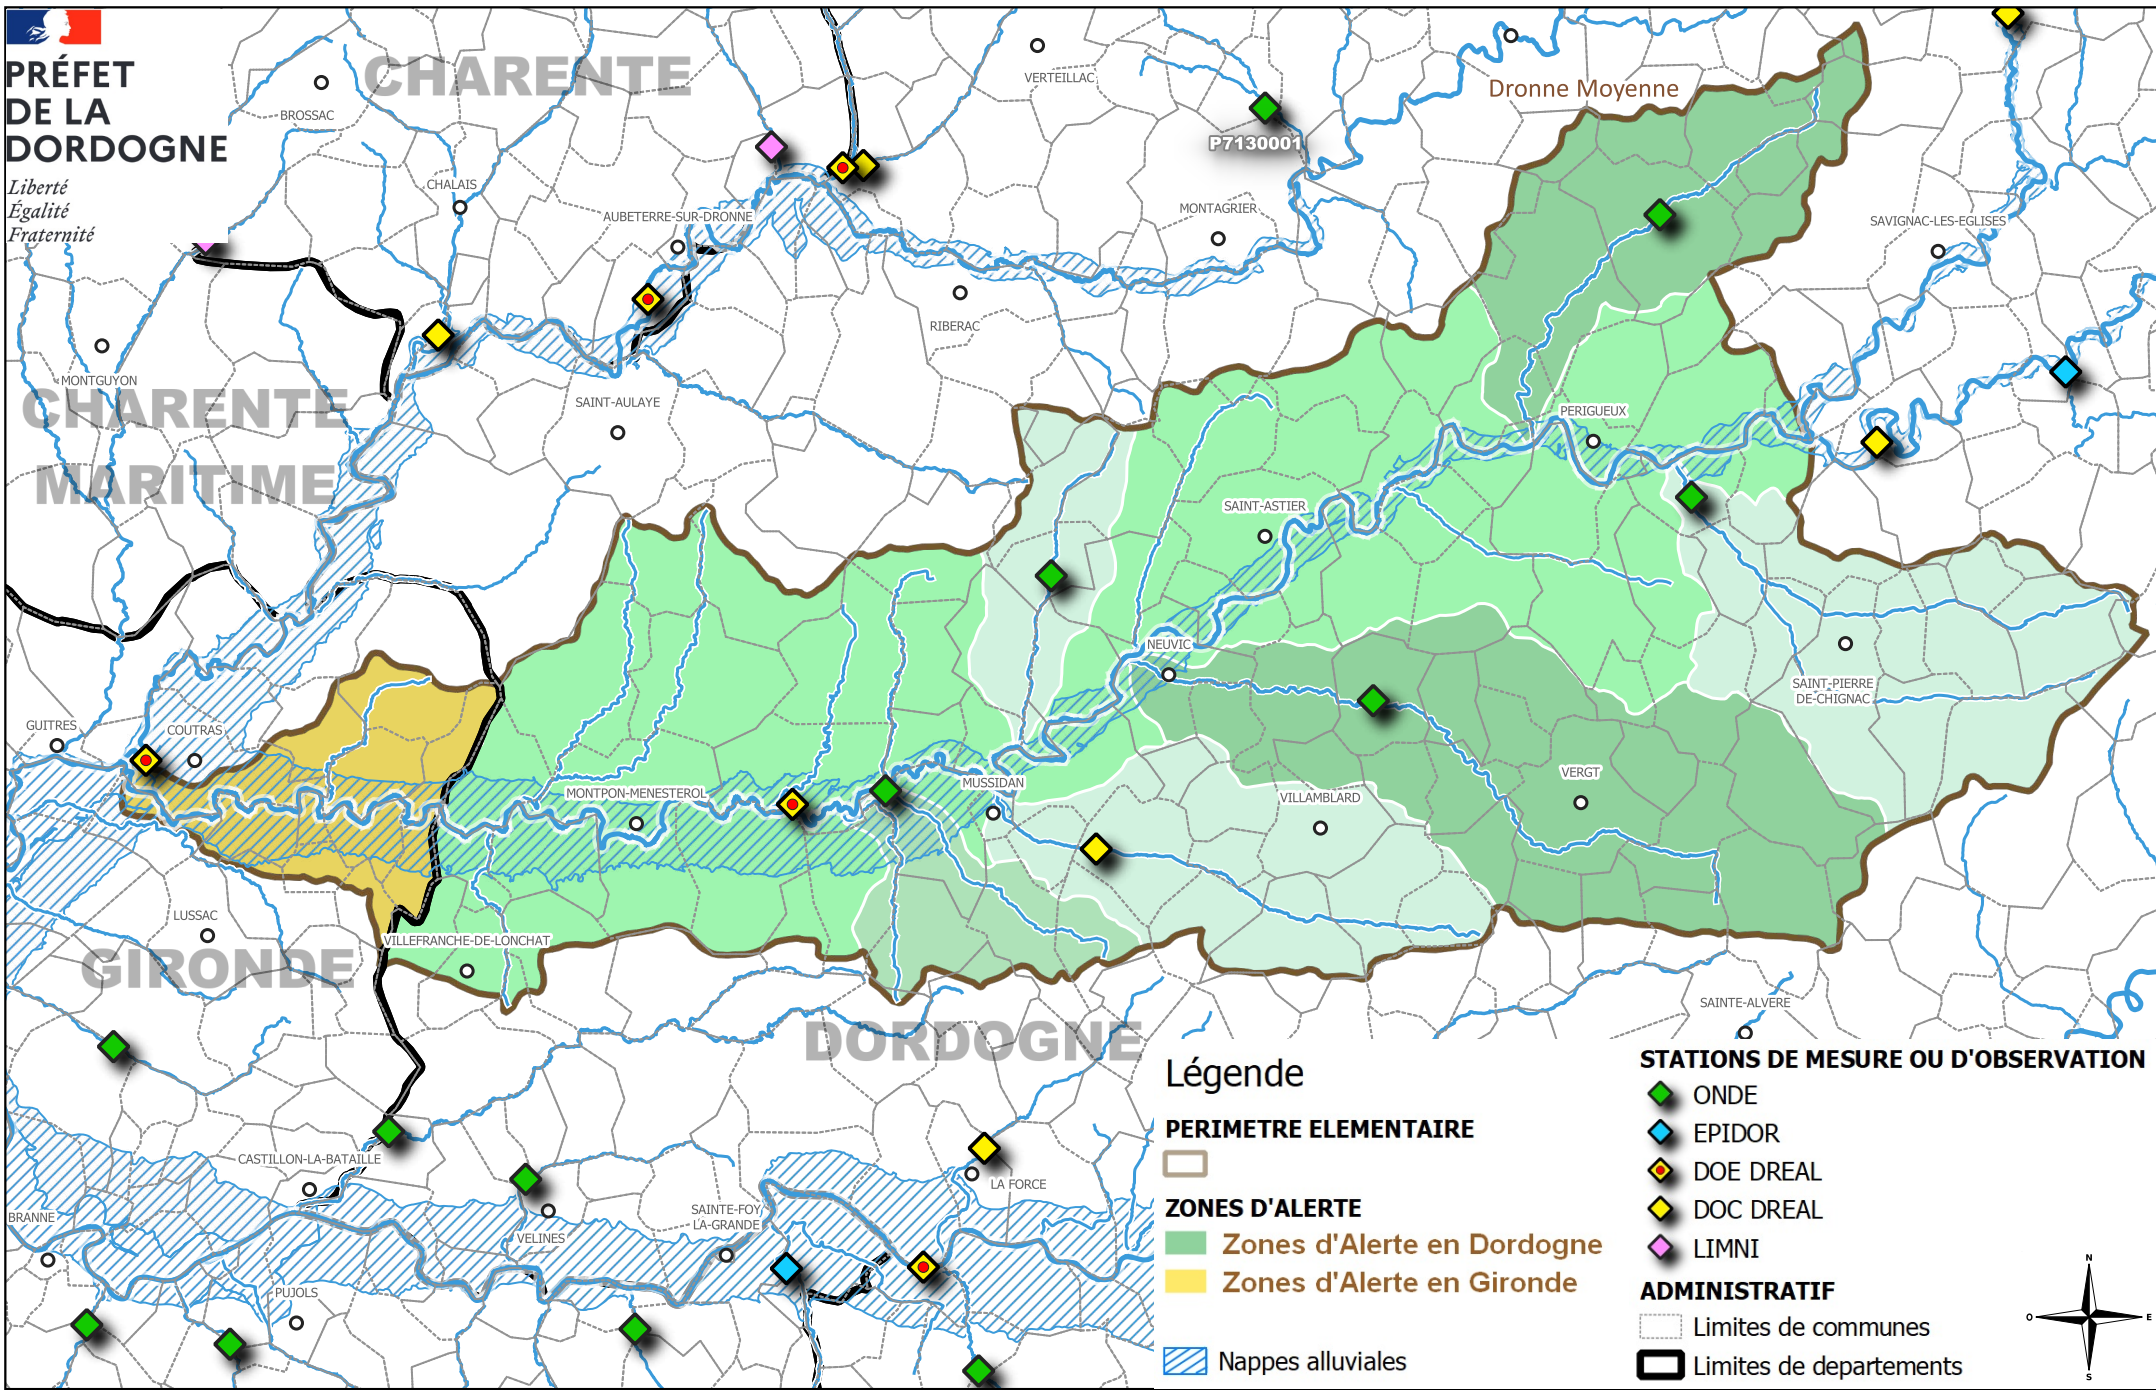 PRÉFET
DE LA
DORDOGNE
Liberté
Égalité
Fraternité
CHARENTE
VERTEILLAC
Dronne Moyenne
BROSSAC
P7130001
CHALAIS
AUBETERRE-SUR-DRONNE
MONTAGRIER
SAVIGNAC-LES-EGLISES
RIBERAC
MONTGUYON
CHARENTE
MARITIME
SAINT-AULAYE
PERIGUEUX
SAINT-ASTIER
NEUVIC
SAINT-PIERRE
DE-CHIGNAC
GUITRES
COUTRAS
MONTPON-MENESTEROL
MUSSIDAN
VILLAMBLARD
VERGT
LUSSAC
VILLEFRANCHE-DE-LONCHAT
GIRONDE
DORDOGNE
SAINTE-ALVERE
CASTILLON-LA-BATAILLE
LA FORCE
BRANNE
SAINTE-FOY
LA-GRANDE
VELINES
PUJOLS
Légende
PERIMETRE ELEMENTAIRE
ZONES D'ALERTE
Zones d'Alerte en Dordogne
Zones d'Alerte en Gironde
Nappes alluviales
STATIONS DE MESURE OU D'OBSERVATION
ONDE
EPIDOR
DOE DREAL
DOC DREAL
LIMNI
ADMINISTRATIF
Limites de communes
Limites de departements
N
O
E
S